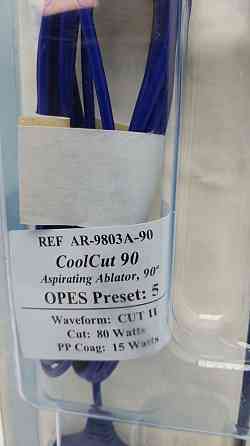 REF AR-9803A-90
CoolCut 90
Aspirating Ablator, 90°
OPES Preset: 5
Waveform: CUT II
Cut: 80 Watts
PP Coag: 15 Watts